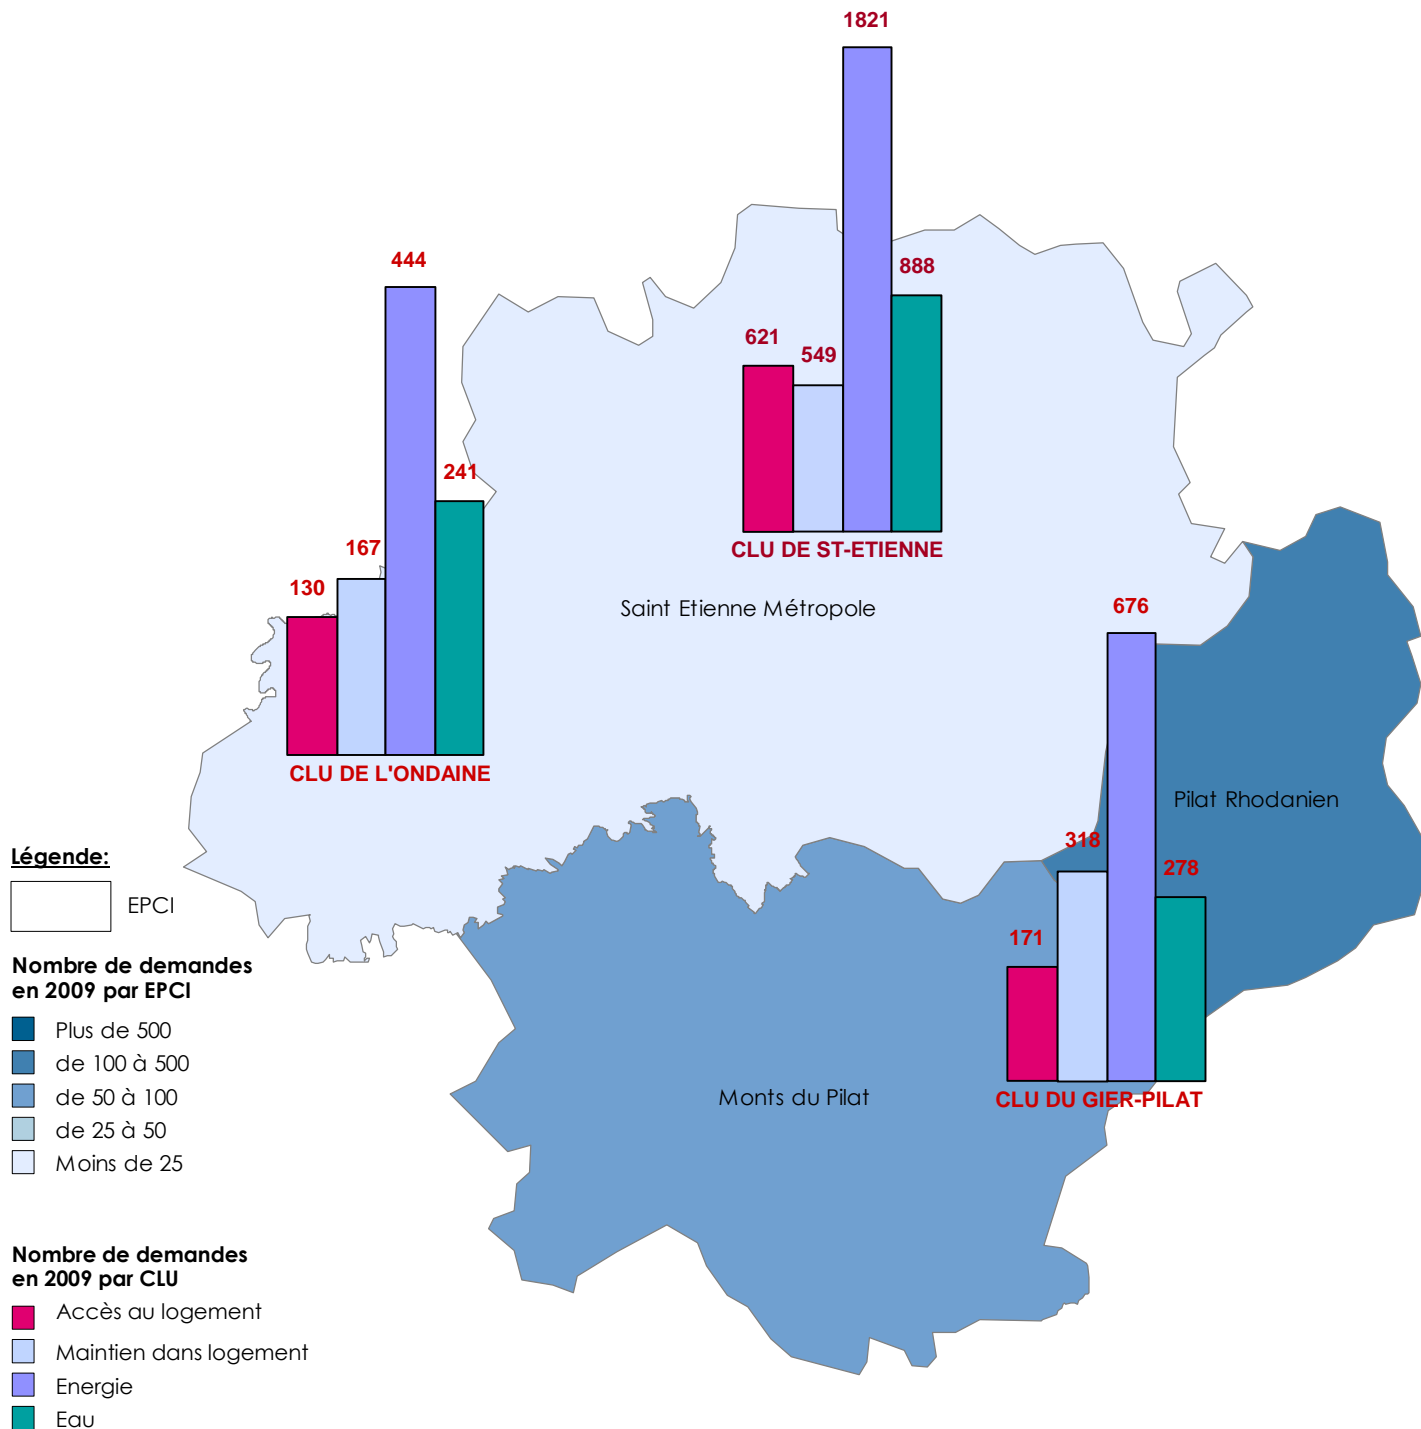 1821
888
621
549
CLU DE ST-ETIENNE
444
241
167
130
CLU DE L'ONDAINE
Saint Etienne Métropole
676
318
278
171
CLU DU GIER-PILAT
Pilat Rhodanien
Monts du Pilat
Légende:
EPCI
Nombre de demandes
en 2009 par EPCI
Plus de 500
de 100 à 500
de 50 à 100
de 25 à 50
Moins de 25
Nombre de demandes
en 2009 par CLU
Accès au logement
Maintien dans logement
Energie
Eau